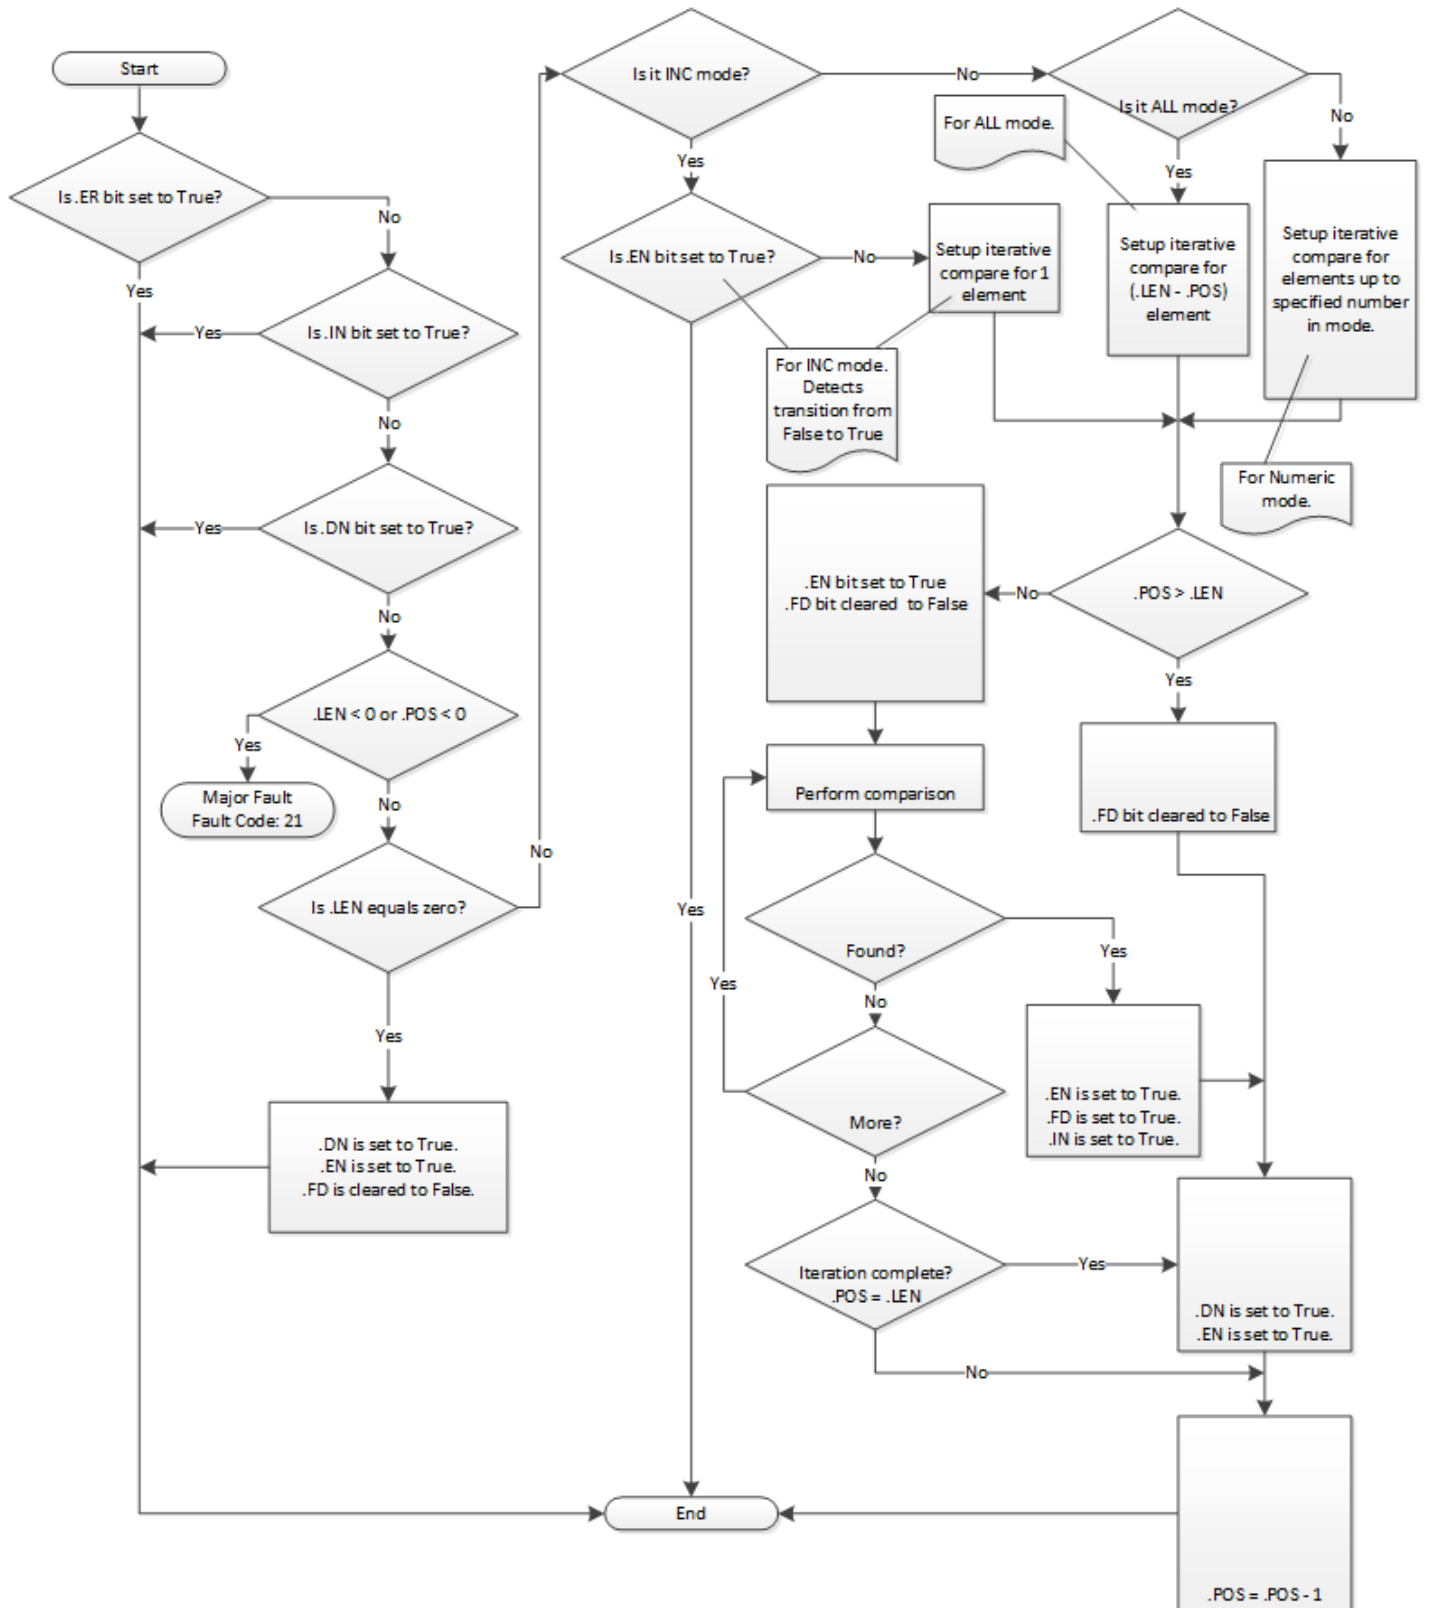 Start
Is .ER bit set to True?
No
Yes
Is .IN bit set to True?
Yes
No
Is .DN bit set to True?
Yes
No
.LEN < 0 or .POS < 0
Yes
Major Fault
Fault Code: 21
No
Is .LEN equals zero?
No
Yes
.DN is set to True.
.EN is set to True.
.FD is cleared to False.
Is it INC mode?
No
Yes
Is .EN bit set to True?
No
Yes
Setup iterative
compare for 1
element
For INC mode.
Detects
transition from
False to True
Is it ALL mode?
For ALL mode.
Yes
No
Setup iterative
compare for
(.LEN - .POS)
element
Setup iterative
compare for
elements up to
specified number
in mode.
For Numeric
mode.
.POS > .LEN
No
Yes
.EN bit set to True
.FD bit cleared  to False
.FD bit cleared to False
Perform comparison
Found?
Yes
No
.EN is set to True.
.FD is set to True.
.IN is set to True.
More?
Yes
No
Iteration complete?
.POS = .LEN
Yes
No
.DN is set to True.
.EN is set to True.
.POS = .POS - 1
End